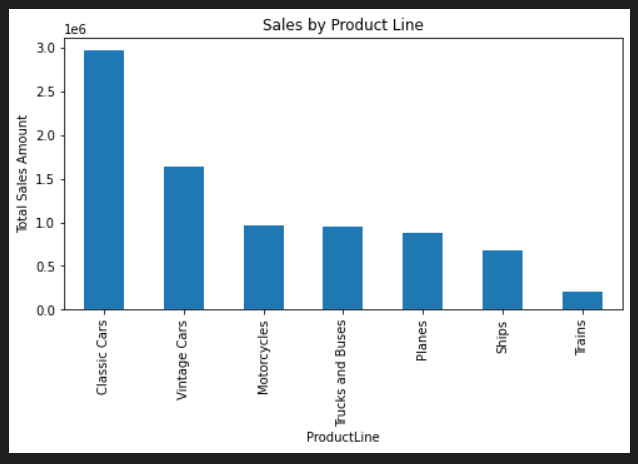 Sales by Product Line
1e6
3.0
2.5
2.0
1.5
1.0
0.5
0.0
Total Sales Amount
Classic Cars
Vintage Cars
Motorcycles
Trucks and Buses
Planes
Ships
Trains
ProductLine